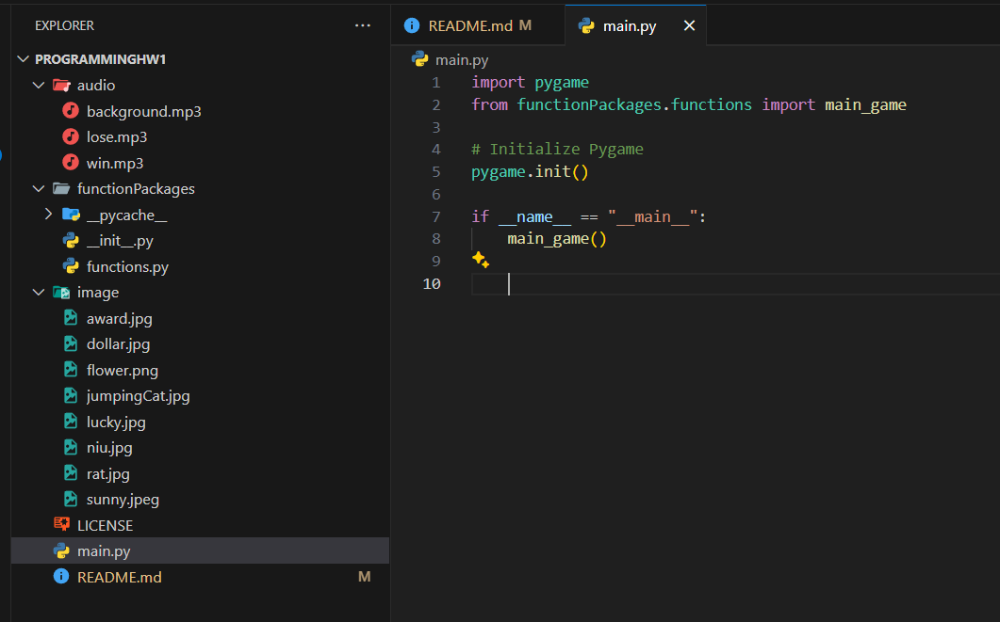 EXPLORER
PROGRAMMINGHW1
audio
background.mp3
lose.mp3
win.mp3
functionPackages
__pycache__
__init__.py
functions.py
image
award.jpg
dollar.jpg
flower.png
jumpingCat.jpg
lucky.jpg
niu.jpg
rat.jpg
sunny.jpeg
LICENSE
main.py
README.md M
README.md M main.py
main.py
1 import pygame
2 from functionPackages.functions import main_game
3
4 # Initialize Pygame
5 pygame.init()
6
7 if __name__ == "__main__":
8 main_game()
9
10